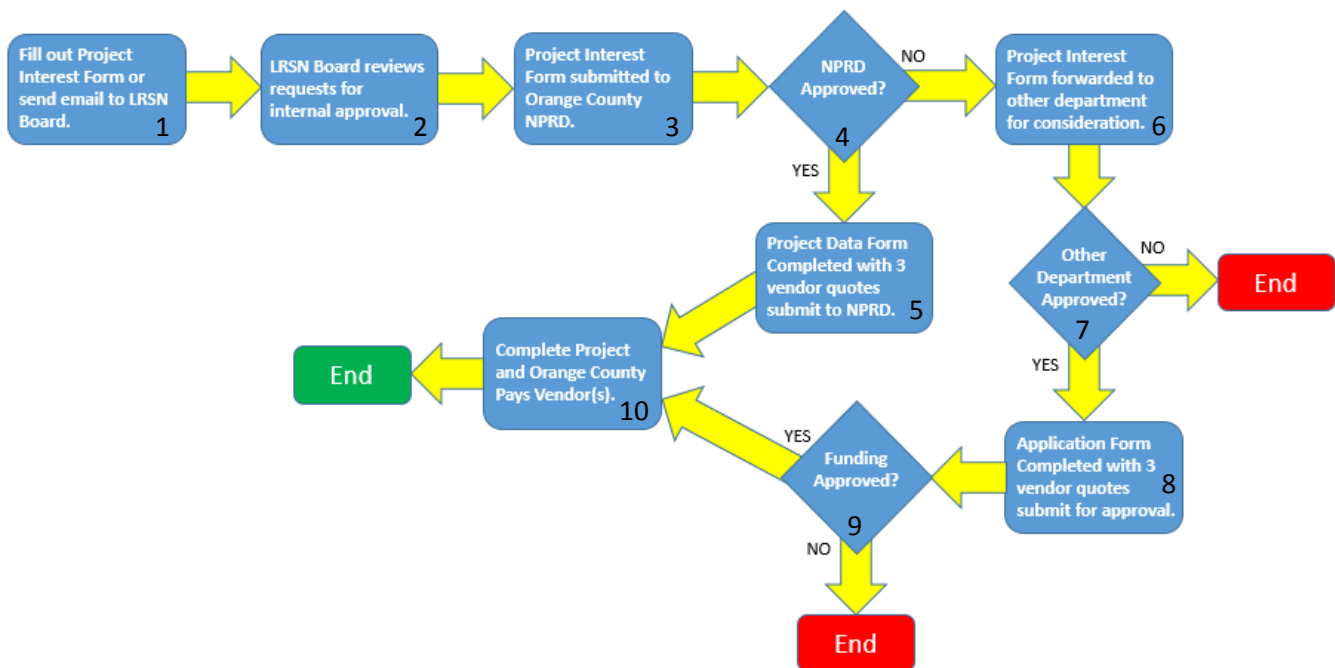 Fill out Project
Interest Form or
send email to LRSN
Board.
1
LRSN Board reviews
requests for
internal approval.
2
Project Interest
Form submitted to
Orange County
NPRD.
3
NPRD
Approved?
4
NO
YES
Project Interest
Form forwarded to
other department
for consideration.
6
Project Data Form
Completed with 3
vendor quotes
submit to NPRD.
5
Other
Department
Approved?
7
NO
End
YES
Application Form
Completed with 3
vendor quotes
submit for approval.
8
Funding
Approved?
9
YES
NO
End
Complete Project
and Orange County
Pays Vendor(s).
10
End